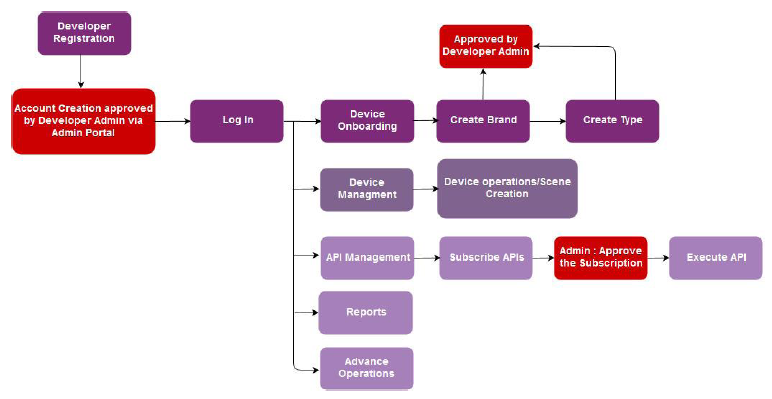 Developer
Registration
Approved by
Developer Admin
Account Creation approved
by Developer Admin via
Admin Portal
Log In
Device
Onboarding
Create Brand
Create Type
Device
Managment
Device operations/Scene
Creation
API Management
Subscribe APIs
Admin : Approve
the Subscription
Execute API
Reports
Advance
Operations